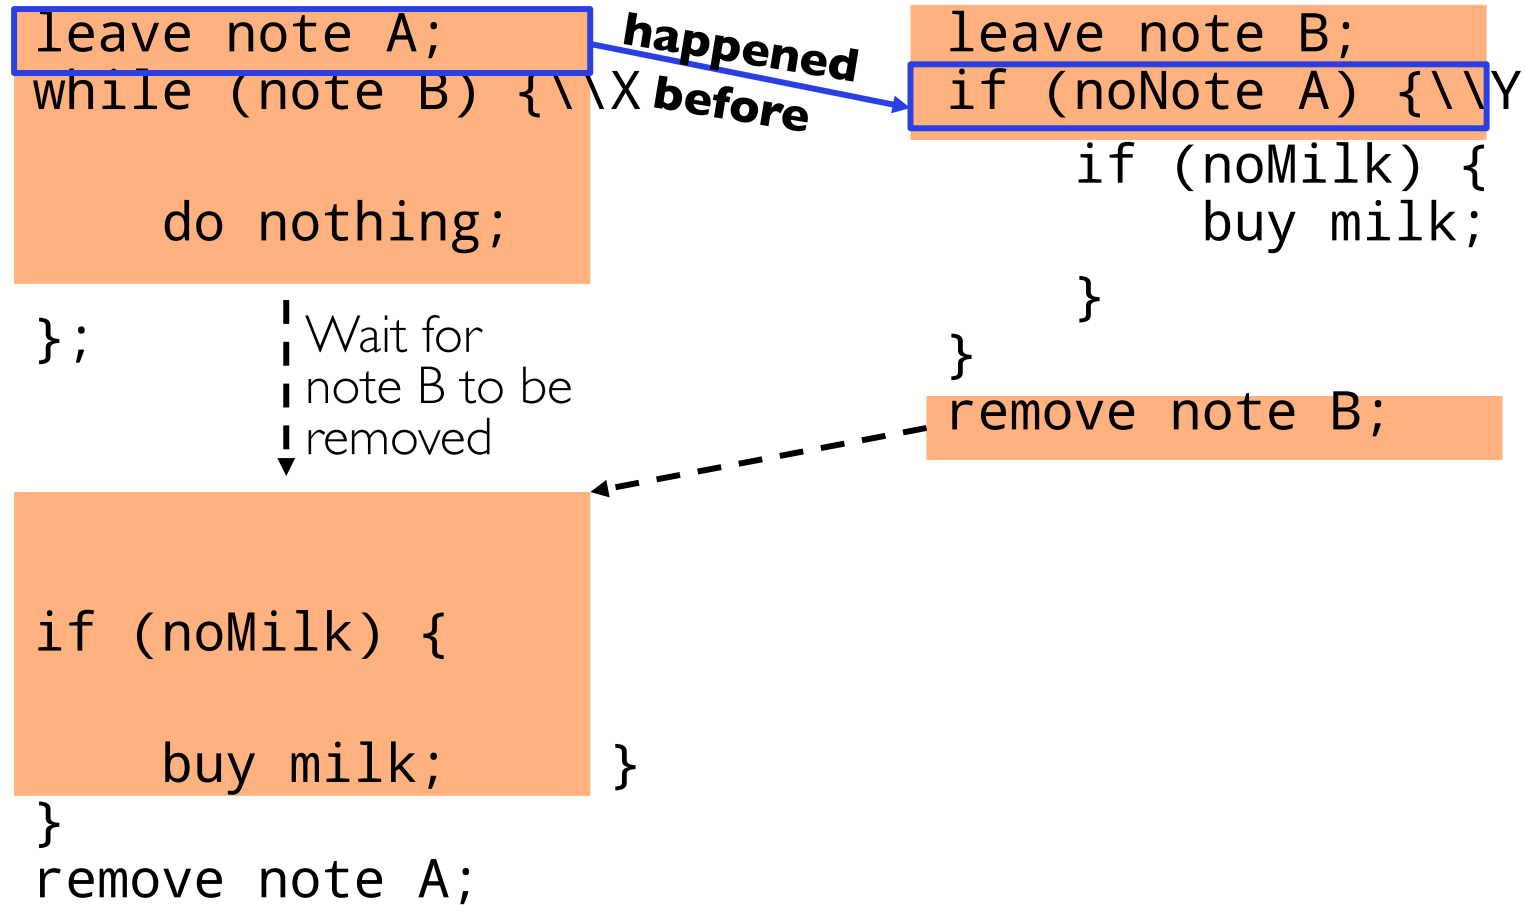 leave note A;
while (note B) {\\X
do nothing;
};
Wait for
note B to be
removed
if (noMilk) {
buy milk; }
}
remove note A;
happened
before
leave note B;
if (noNote A) {\\Y
if (noMilk) {
buy milk;
}
}
remove note B;